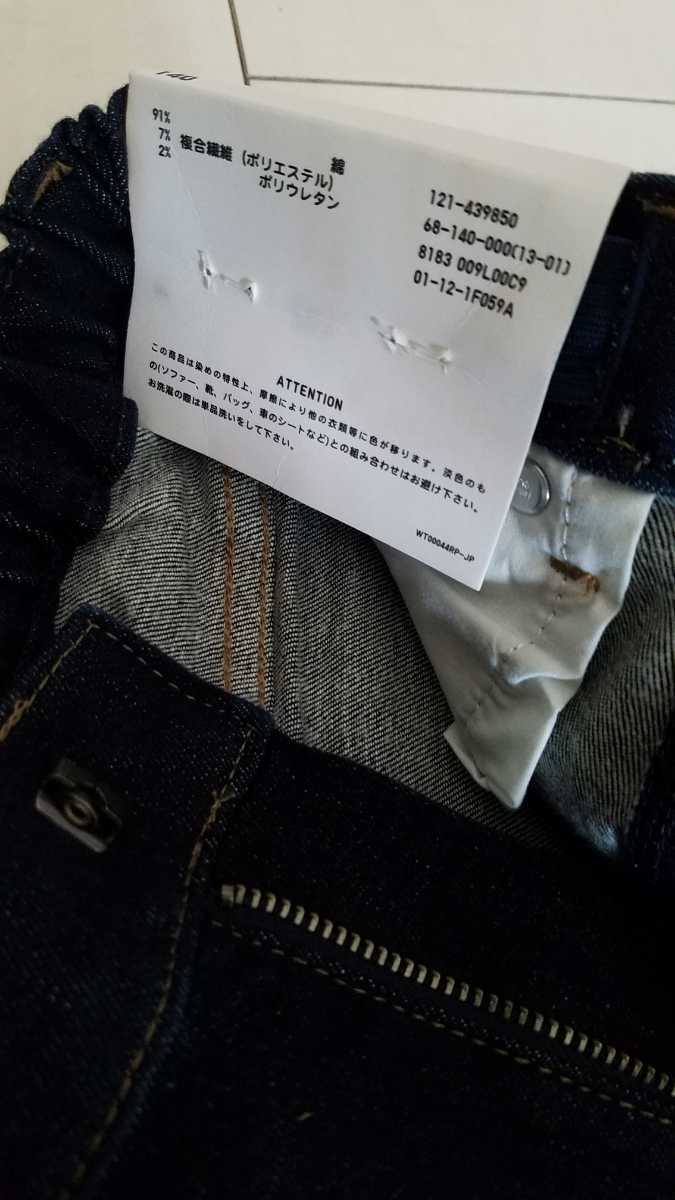 140
91% 綿
7% 複合繊維 (ポリエステル)
2% ポリウレタン
121-439850
68-140-000(13-01)
8183 009L00C9
01-12-1F059A
ATTENTION
この商品は染めの特性上、摩擦により他の衣類等に色が移ります。淡色のも
の(ソファー、靴、バッグ、車のシートなど)との組み合わせはお避け下さい。
お洗濯の際は単品洗いをして下さい。
WT00044RP-JP